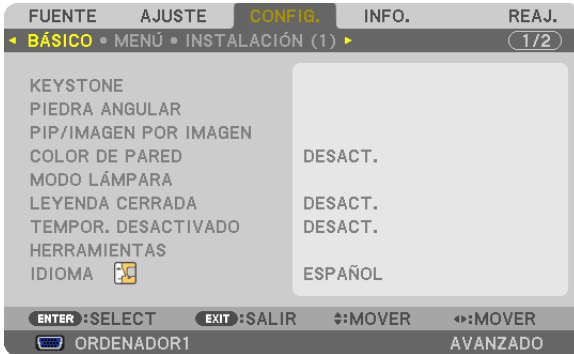 FUENTE AJUSTE CONFIG. INFO. REAJ.
BÁSICO • MENÚ • INSTALACIÓN (1) 1/2
KEYSTONE
PIEDRA ANGULAR
PIP/IMAGEN POR IMAGEN
COLOR DE PARED DESACT.
MODO LÁMPARA
LEYENDA CERRADA DESACT.
TEMPOR. DESACTIVADO DESACT.
HERRAMIENTAS
IDIOMA ESPAÑOL
ENTER :SELECT EXIT :SALIR :MOVER :MOVER
ORDENADOR1 AVANZADO